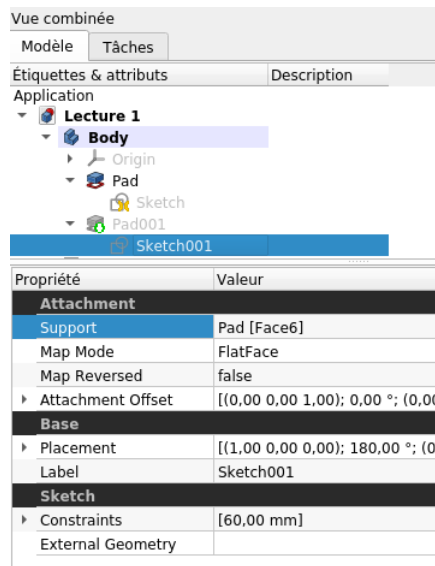 Vue combinée
Modèle Tâches
Étiquettes & attributs Description
Application
Lecture 1
Body
Origin
Pad
Sketch
Pad001
Sketch001
Propriété Valeur
Attachment
Support Pad [Face6]
Map Mode FlatFace
Map Reversed false
Attachment Offset [(0,00 0,00 1,00); 0,00 °; (0,00
Base
Placement [(1,00 0,00 0,00); 180,00 °; (0
Label Sketch001
Sketch
Constraints [60,00 mm]
External Geometry